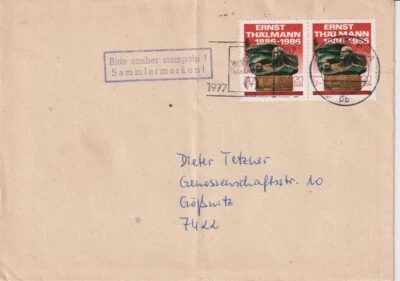 Bitte sauber stempeln !
Sammlermarken!
ERNST
THÄLMANN
1886-1986
20
ERNST
THÄLMANN
1886-1986
20
1977
Dieter Tetzner
Genossenschaftsstr. 10
Gößnitz
7422